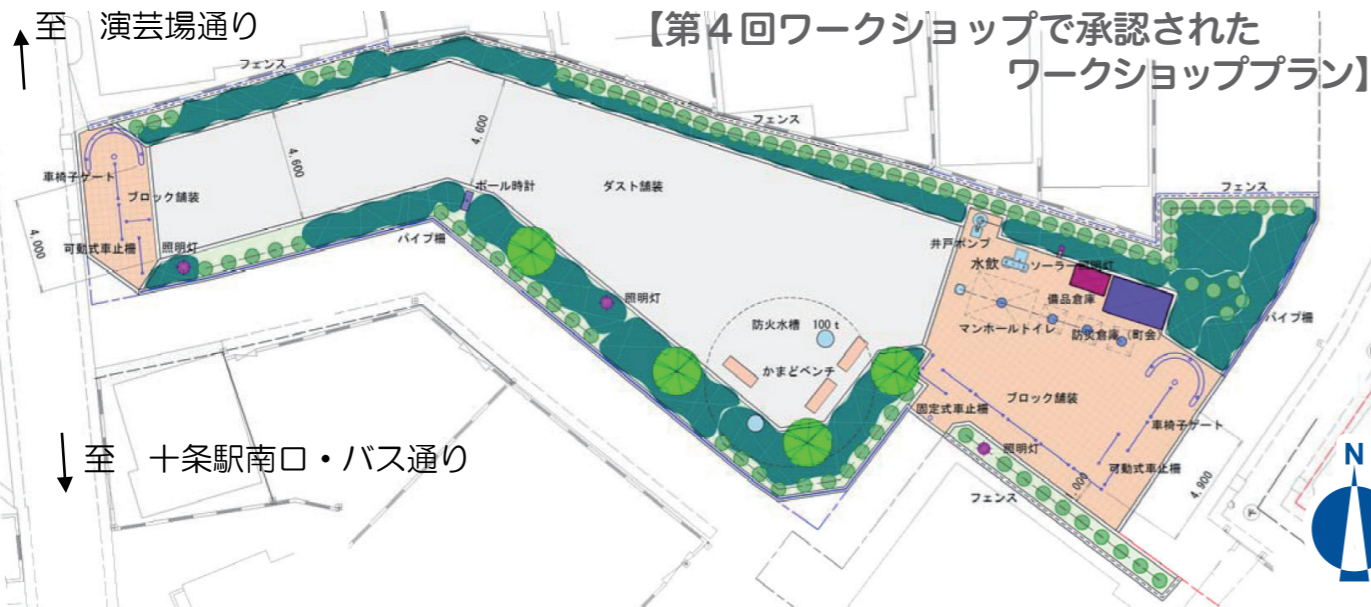 至　演芸場通り
【第４回ワークショップで承認された
ワークショッププラン】
フェンス
フェンス
フェンス
4,600
4,600
車椅子ゲート
ブロック舗装
ポール時計
ダスト舗装
4,000
可動式車止柵
照明灯
パイプ柵
井戸ポンプ
水飲
ソーラー照明灯
照明灯
備品倉庫
防火水槽　100ｔ
マンホールトイレ
防災倉庫（町会）
パイプ柵
かまどベンチ
ブロック舗装
固定式車止柵
車椅子ゲート
至　十条駅南口・バス通り
照明灯
可動式車止柵
フェンス
4,900
N